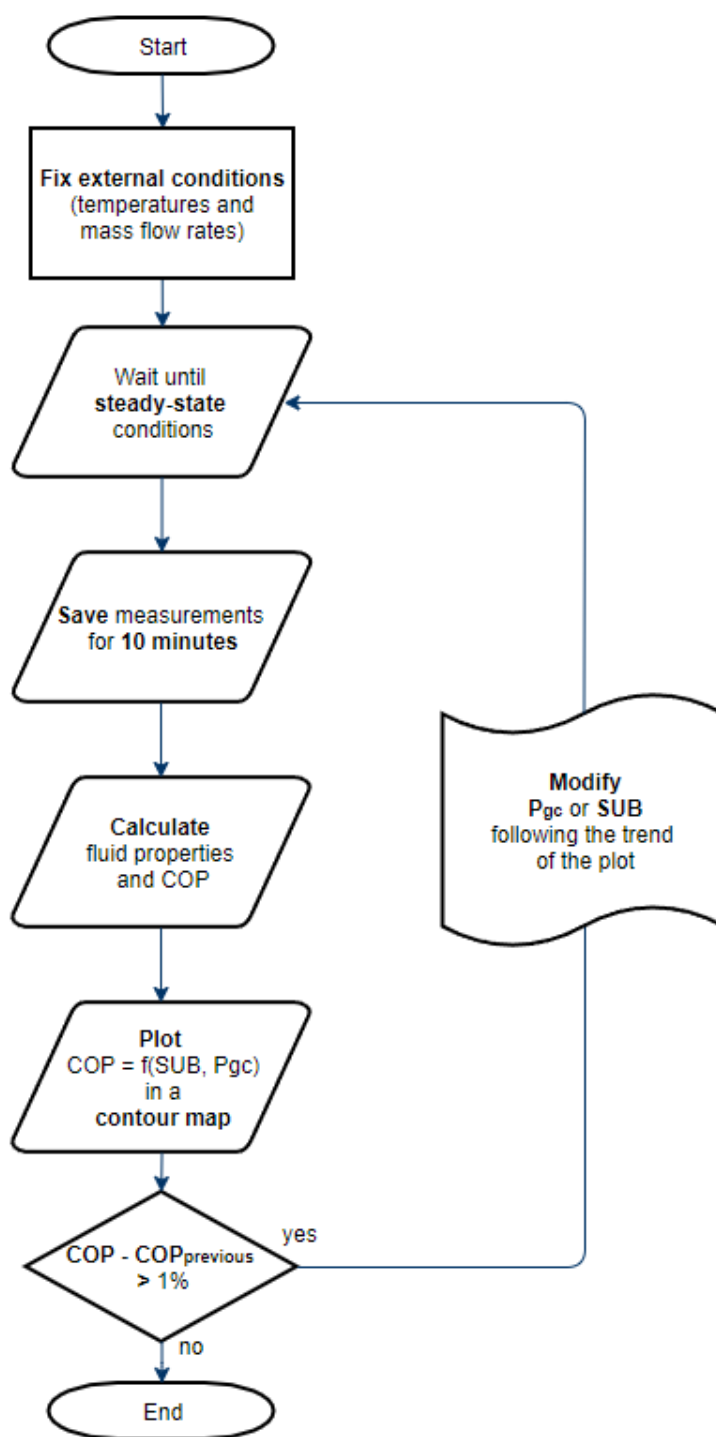 Start
Fix external conditions
(temperatures and
mass flow rates)
Wait until
steady-state
conditions
Save measurements
for 10 minutes
Calculate
fluid properties
and COP
Plot
COP = f(SUB, Pgc)
in a
contour map
COP - COPprevious
> 1%
yes
no
End
Modify
Pgc or SUB
following the trend
of the plot